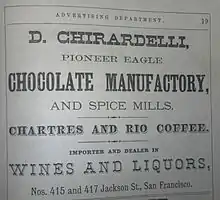 ADVERTISING DEPARTMENT. 19
D. CHIRARDELLI,
PIONEER EAGLE
CHOCOLATE MANUFACTORY,
AND SPICE MILLS,
CHARTRES AND RIO COFFEE.
IMPORTER AND DEALER IN
WINES AND LIQUORS,
Nos. 415 and 417 Jackson St., San Francisco.